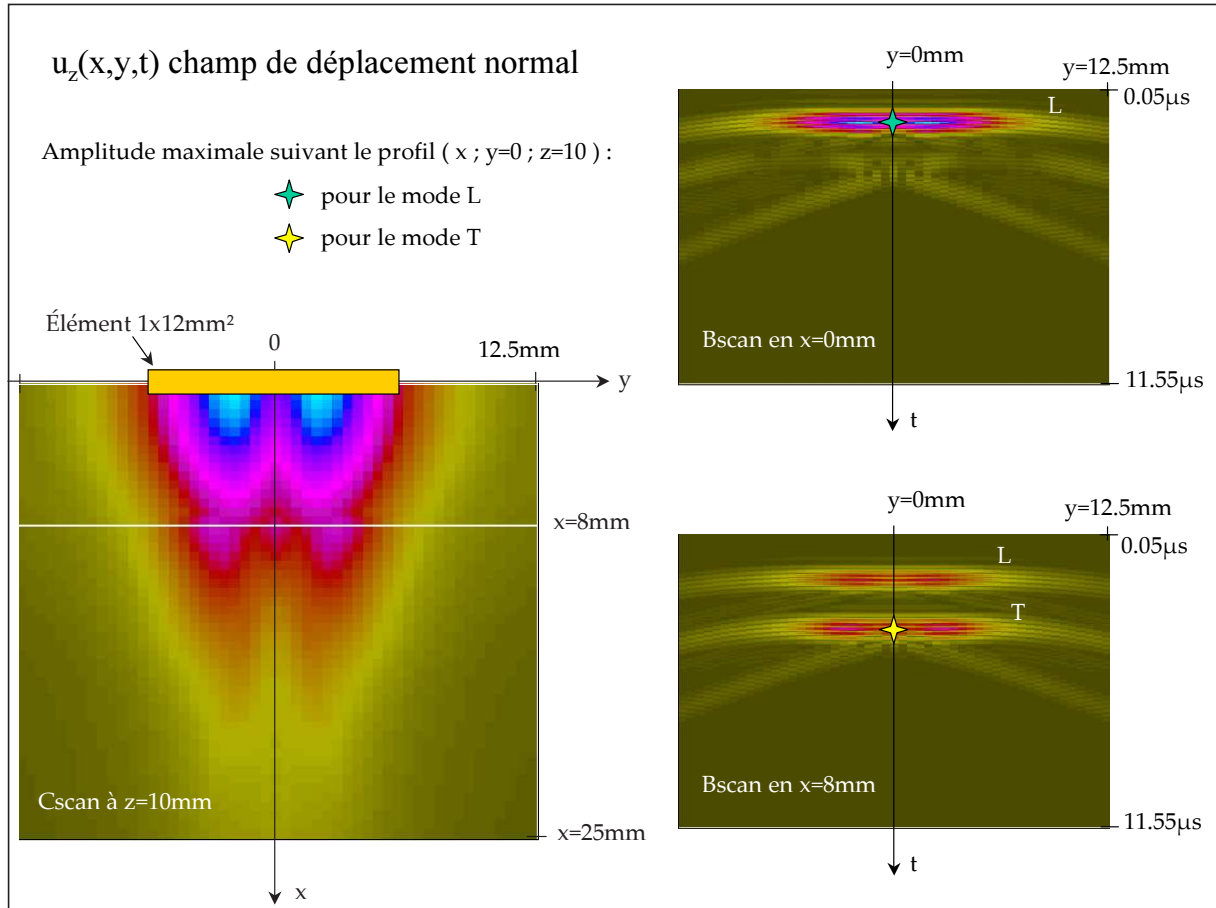 u_z(x,y,t) champ de déplacement normal
Amplitude maximale suivant le profil ( x ; y=0 ; z=10 ) :
pour le mode L
pour le mode T
Élément 1x12mm²
0
12.5mm
y
x=8mm
Cscan à z=10mm
x=25mm
x
y=0mm
y=12.5mm
0.05µs
L
Bscan en x=0mm
11.55µs
t
y=0mm
y=12.5mm
0.05µs
L
T
Bscan en x=8mm
11.55µs
t